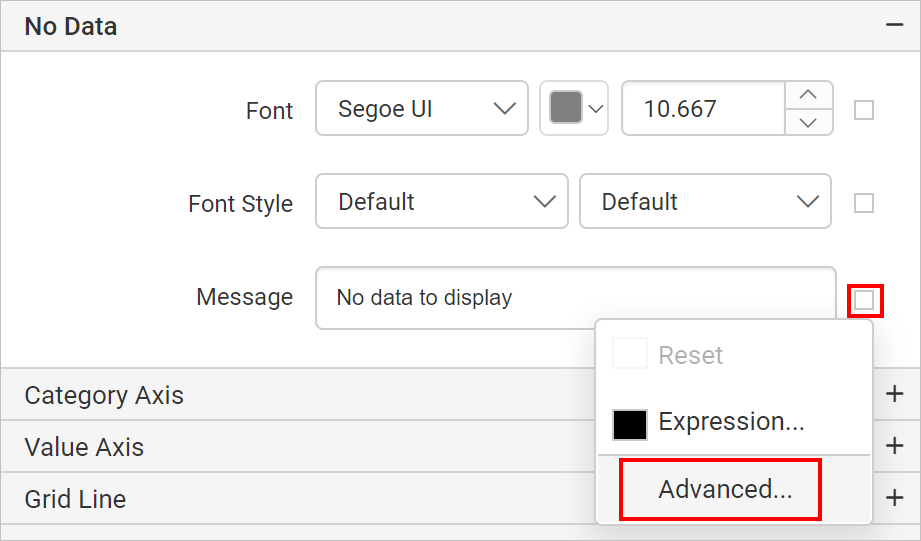 No Data
Font Segoe UI 10.667
Font Style Default Default
Message No data to display
Reset
Category Axis
Expression...
Value Axis
Advanced...
Grid Line